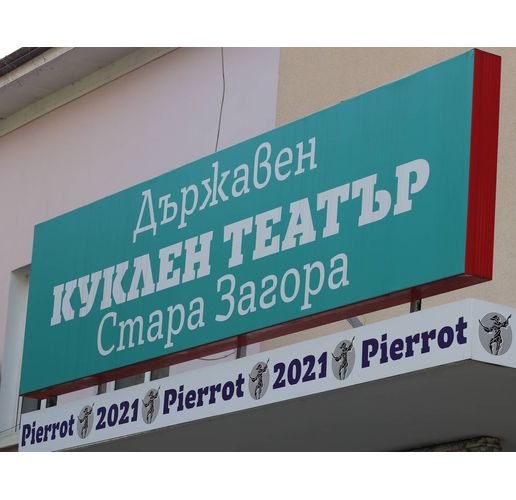 Държавен
КУКЛЕН ТЕАТЪР
Стара Загора
Pierrot 2021 Pierrot 2021 Pierrot